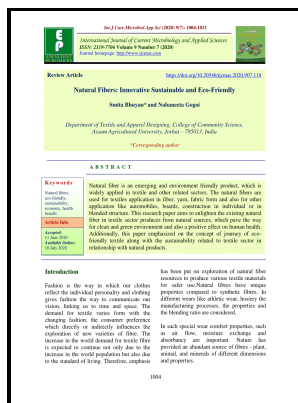 Int.J.Curr.Microbiol.App.Sci (2020) 9(7): 1004-1011
International Journal of Current Microbiology and Applied Sciences
ISSN: 2319-7706 Volume 9 Number 7 (2020)
Journal homepage: http://www.ijcmas.com
Review Article
https://doi.org/10.20546/ijcmas.2020.907.118
Natural Fibers: Innovative Sustainable and Eco-Friendly
Smita Bhuyan* and Nabaneeta Gogoi
Department of Textile and Apparel Designing, College of Community Science,
Assam Agricultural University, Jorhat – 785013, India
*Corresponding author
A B S T R A C T
Keywords
Natural fibers,
eco-friendly,
sustainability,
economy, health
benefit.
Article Info
Accepted:
11 June 2020
Available Online:
10 July 2020
Natural fiber is an emerging and environment friendly product, which is
widely applied in textile and other related sectors. The natural fibers are
used for textiles application in fiber, yarn, fabric form and also for other
application like automobiles, boards, construction in individual or in
blended structure. This research paper aims to enlighten the existing natural
fiber in textile sector produces from natural sources, which pave the way
for clean and green environment and also a positive effect on human health.
Additionally, this paper emphasized on the concept of journey of eco-
friendly textile along with the sustainability related to textile sector in
relationship with natural products.
Introduction
Fashion is the way in which our clothes
reflect the individual personality and clothing
gives fashion the way to communicate our
vision, linking us to time and space. The
demand for textile varies form with the
changing fashion; the consumer preference
which directly or indirectly influences the
exploration of new varieties of fibre. The
increase in the world demand for textile fibre
is expected to continue not only due to the
increase in the world population but also due
to the standard of living. Therefore, emphasis
has been put on exploration of natural fiber
resources to produce various textile materials
for safer use.Natural fibres have unique
properties compared to synthetic fibres. In
different wears like athletic wear, hosiery the
manufacturing processes, the properties and
the blending ratio are considered.
In such special wear comfort properties, such
as air flow, moisture exchange and
absorbency are important. Nature has
provided an abundant source of fibres - plant,
animal, and minerals of different dimensions
and properties.
1004